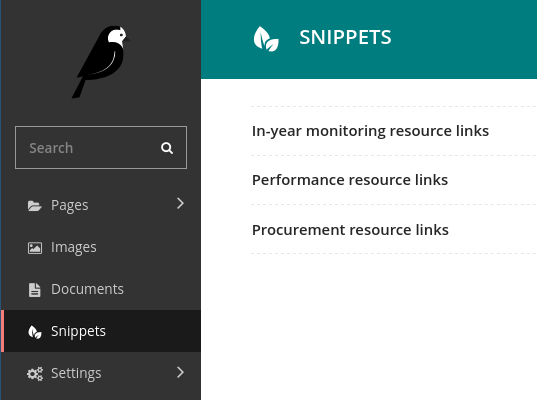 SNIPPETS
Search
Pages
Images
Documents
Snippets
Settings
In-year monitoring resource links
Performance resource links
Procurement resource links